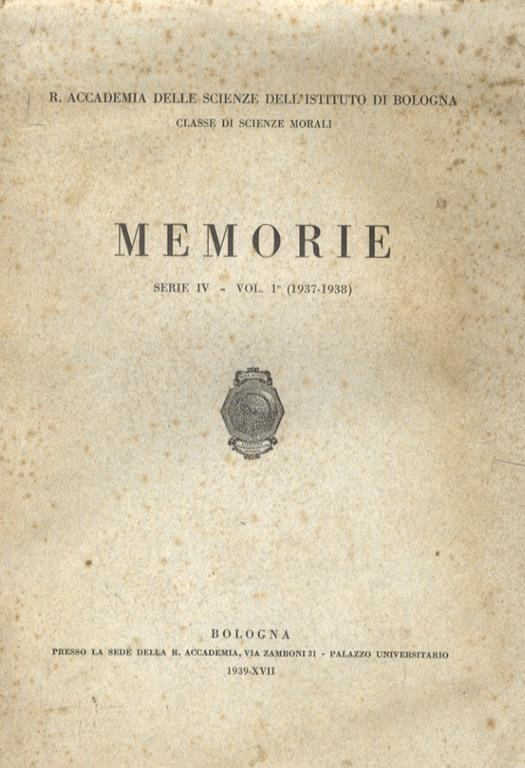 R. ACCADEMIA DELLE SCIENZE DELL'ISTITUTO DI BOLOGNA
CLASSE DI SCIENZE MORALI
MEMORIE
SERIE IV - VOL. 1° (1937-1938)
BOLOGNA
PRESSO LA SEDE DELLA R. ACCADEMIA, VIA ZAMBONI 31 - PALAZZO UNIVERSITARIO
1939-XVII